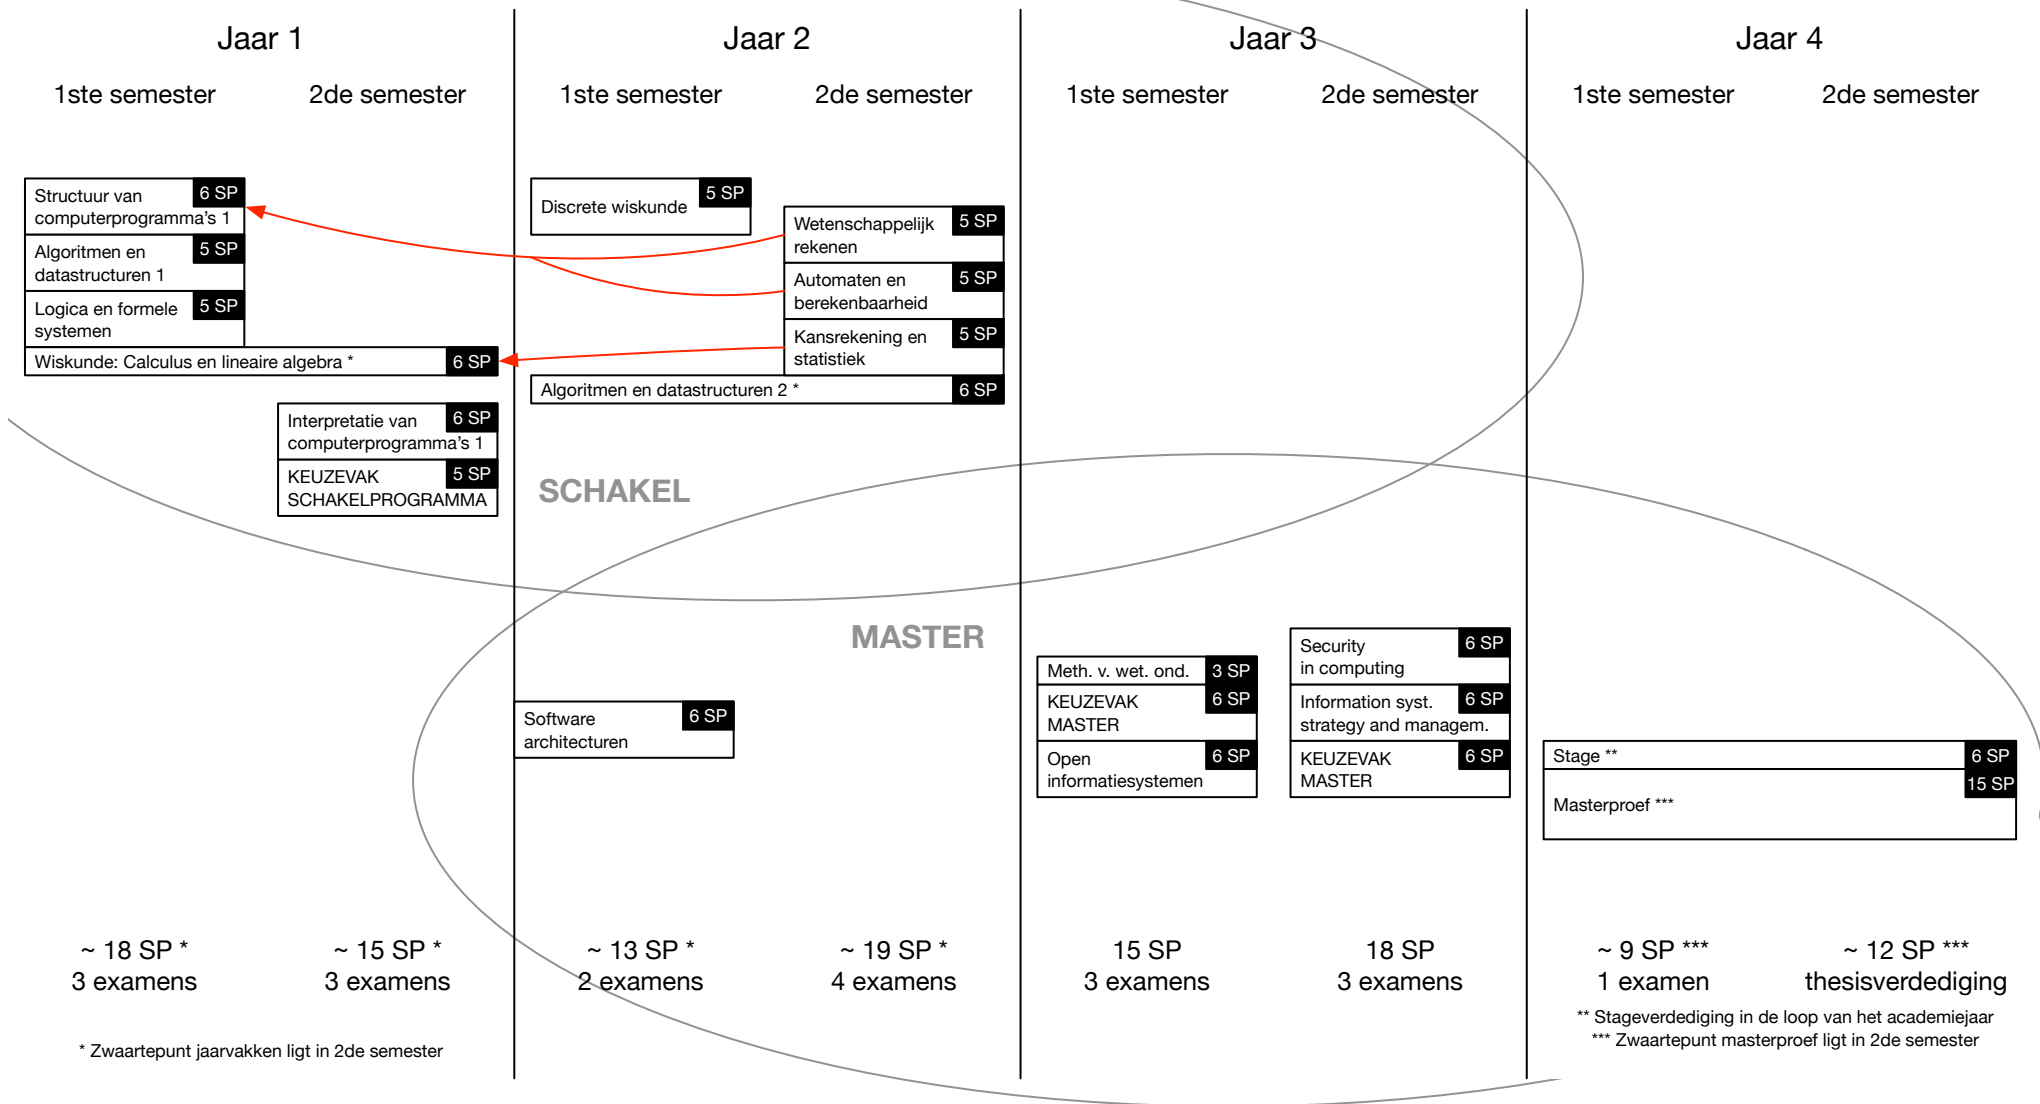 Jaar 1
Jaar 2
Jaar 3
Jaar 4
1ste semester
2de semester
1ste semester
2de semester
1ste semester
2de semester
1ste semester
2de semester
Structuur van
computerprogramma's 1
6 SP
Algoritmen en
datastructuren 1
5 SP
Logica en formele
systemen
5 SP
Wiskunde: Calculus en lineaire algebra *
6 SP
Interpretatie van
computerprogramma's 1
6 SP
KEUZEVAK
SCHAKELPROGRAMMA
5 SP
Discrete wiskunde
5 SP
Wetenschappelijk
rekenen
5 SP
Automaten en
berekenbaarheid
5 SP
Kansrekening en
statistiek
5 SP
Algoritmen en datastructuren 2 *
6 SP
SCHAKEL
MASTER
Software
architecturen
6 SP
Meth. v. wet. ond.
3 SP
KEUZEVAK
MASTER
6 SP
Open
informatiesystemen
6 SP
Security
in computing
6 SP
Information syst.
strategy and managem.
6 SP
KEUZEVAK
MASTER
6 SP
Stage **
6 SP
Masterproef ***
15 SP
~ 18 SP *
3 examens
~ 15 SP *
3 examens
~ 13 SP *
2 examens
~ 19 SP *
4 examens
15 SP
3 examens
18 SP
3 examens
~ 9 SP ***
1 examen
~ 12 SP ***
thesisverdediging
* Zwaartepunt jaarvakken ligt in 2de semester
** Stageverdediging in de loop van het academiejaar
*** Zwaartepunt masterproef ligt in 2de semester